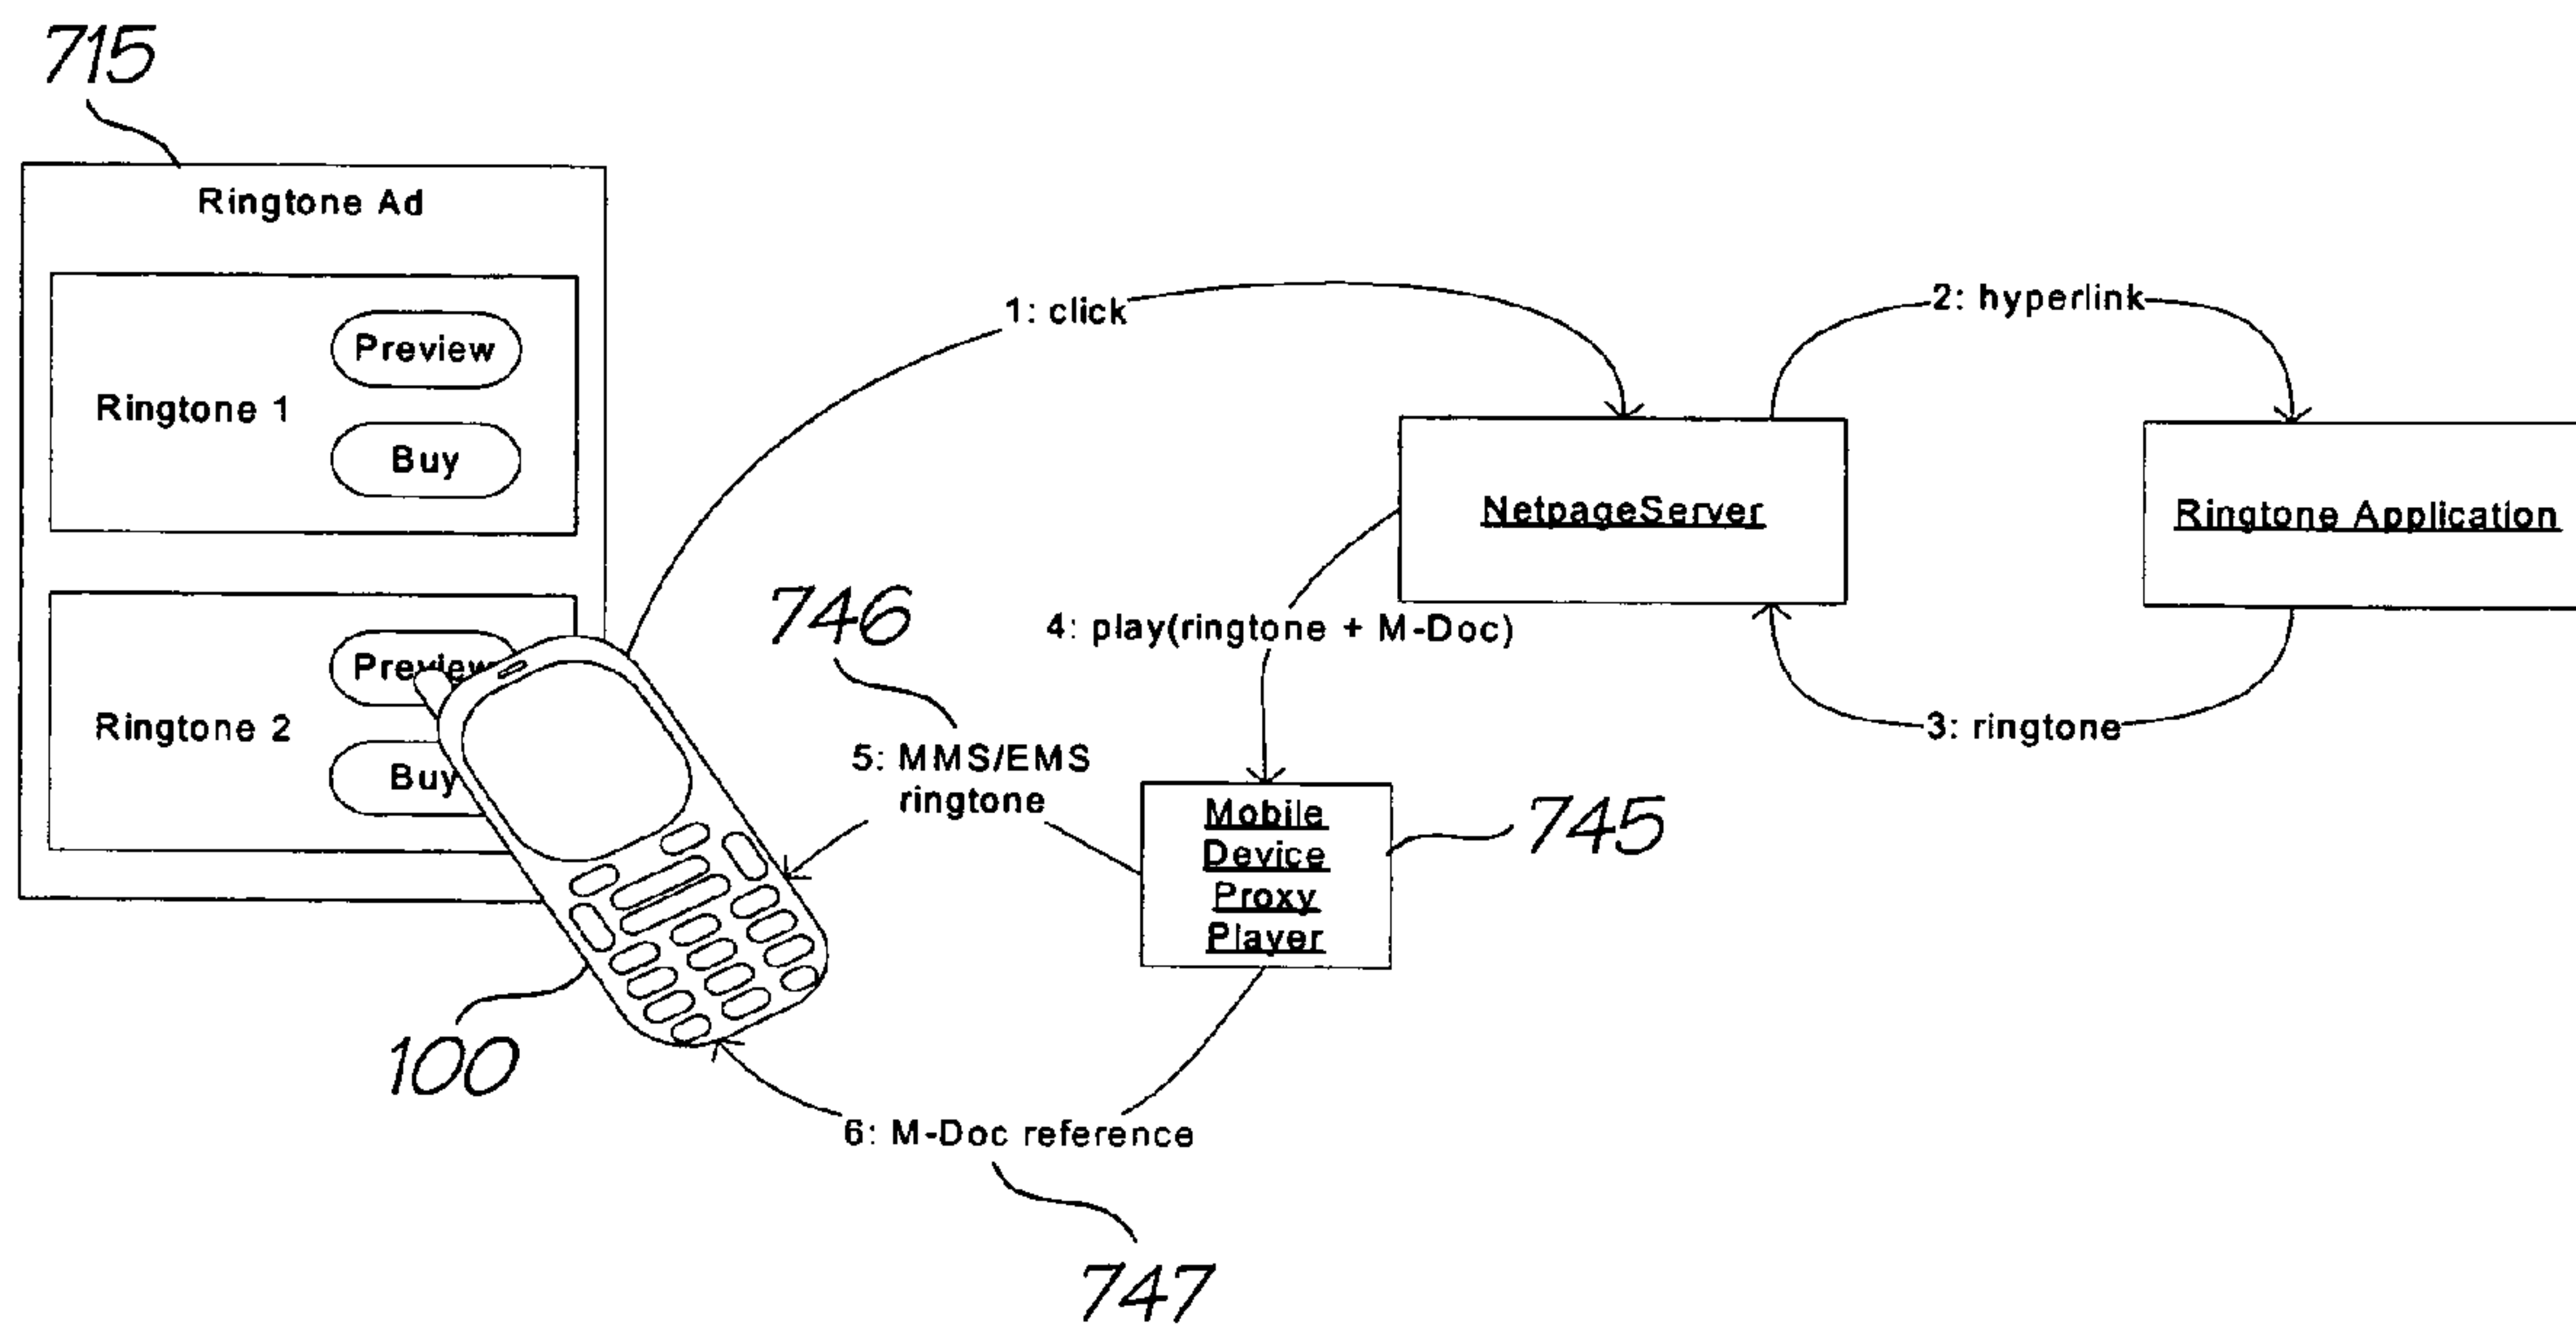 715
Ringtone Ad
Ringtone 1
Preview
Buy
Ringtone 2
Preview
Buy
100
1: click
2: hyperlink
NetpageServer
Ringtone Application
3: ringtone
4: play(ringtone + M-Doc)
746
5: MMS/EMS
ringtone
Mobile
Device
Proxy
Player
745
6: M-Doc reference
747